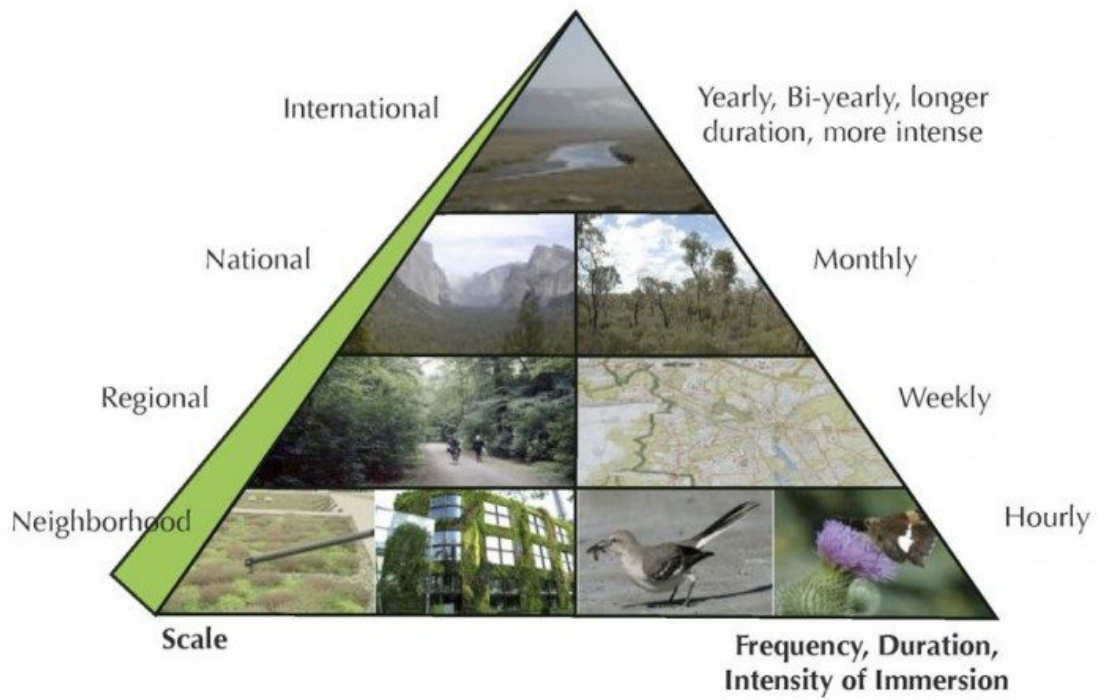 International
Yearly, Bi-yearly, longer
duration, more intense
National
Monthly
Regional
Weekly
Neighborhood
Hourly
Scale
Frequency, Duration,
Intensity of Immersion